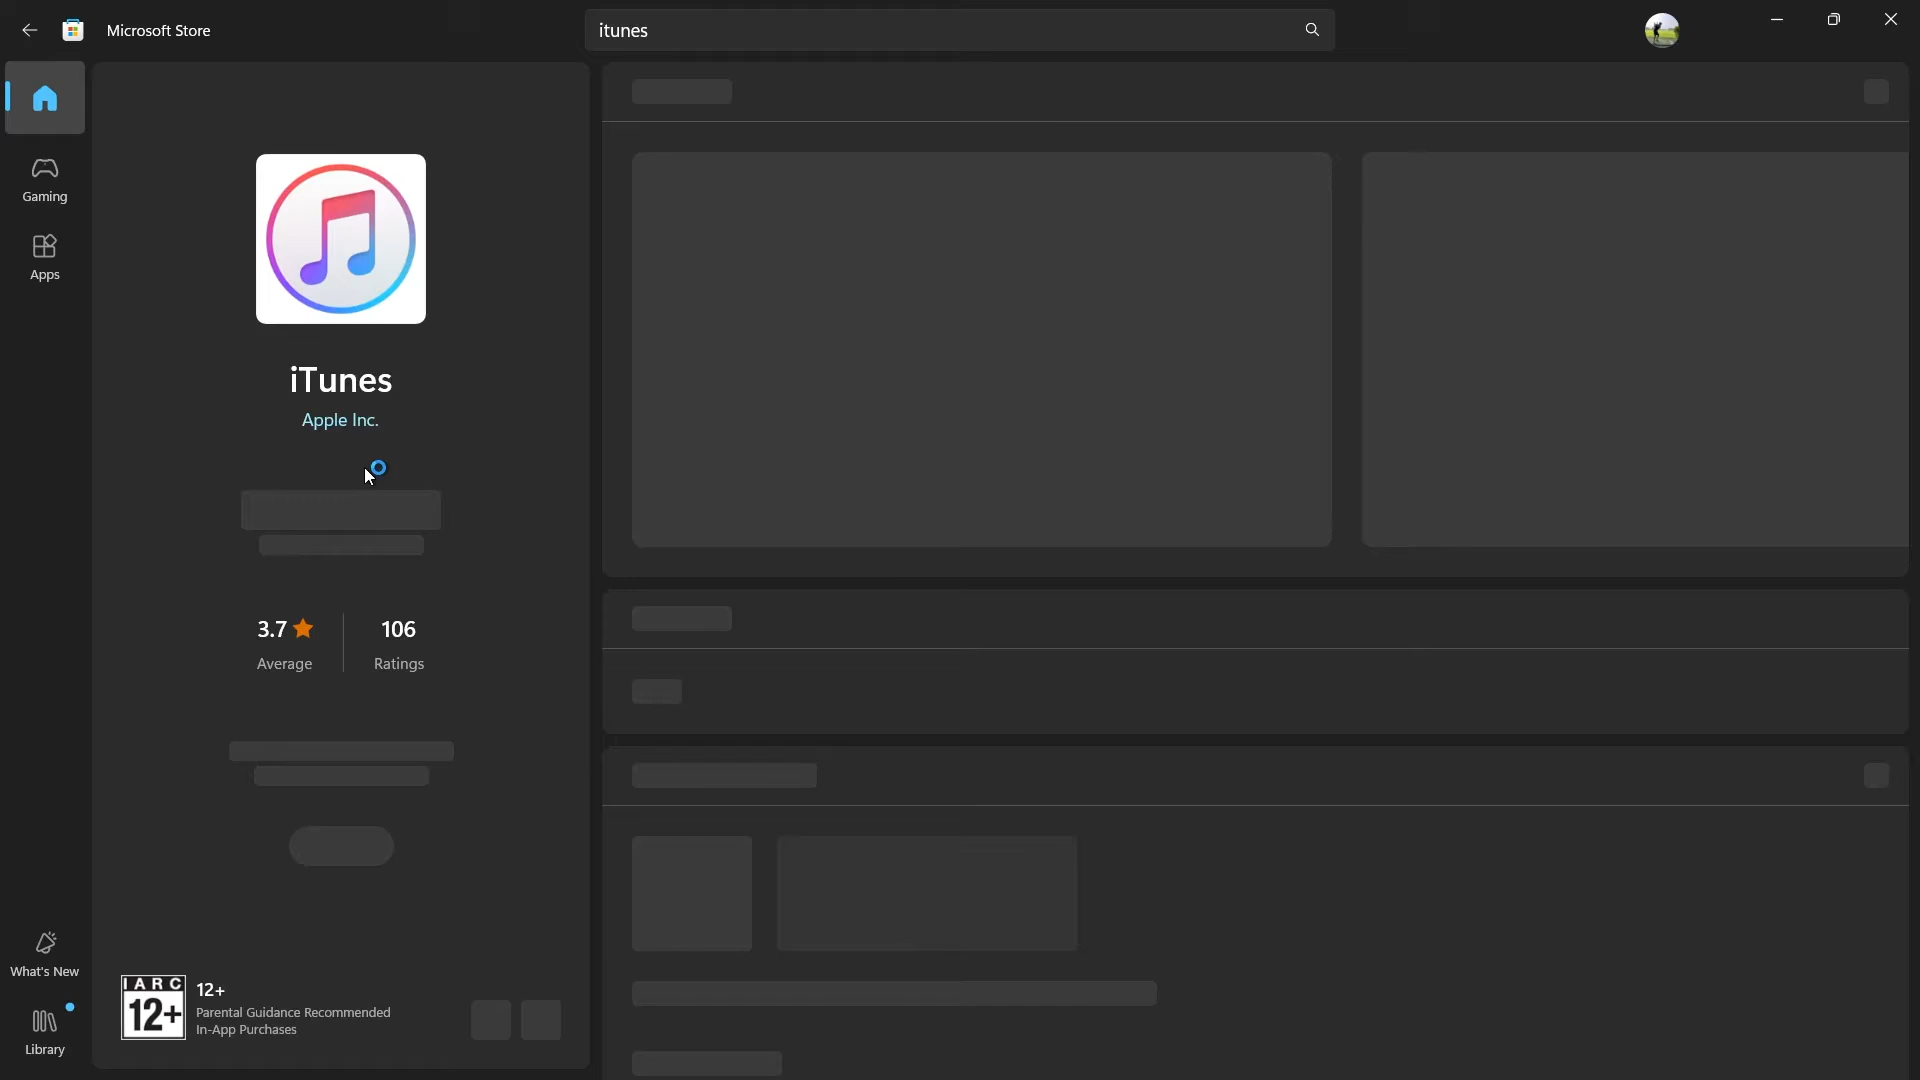 Microsoft Store
itunes
Gaming
Apps
What's New
Library
iTunes
Apple Inc.
3.7
Average
106
Ratings
IARC
12+
12+
Parental Guidance Recommended
In-App Purchases